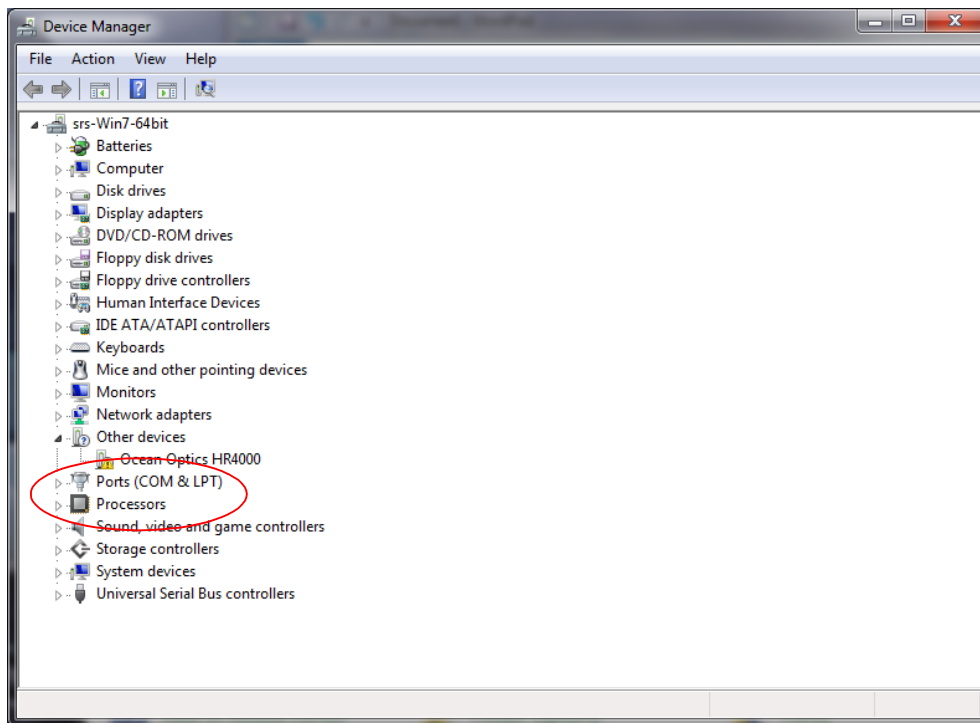 Device Manager
File Action View Help
srs-Win7-64bit
Batteries
Computer
Disk drives
Display adapters
DVD/CD-ROM drives
Floppy disk drives
Floppy drive controllers
Human Interface Devices
IDE ATA/ATAPI controllers
Keyboards
Mice and other pointing devices
Monitors
Network adapters
Other devices
Ocean Optics HR4000
Ports (COM & LPT)
Processors
Sound, video and game controllers
Storage controllers
System devices
Universal Serial Bus controllers